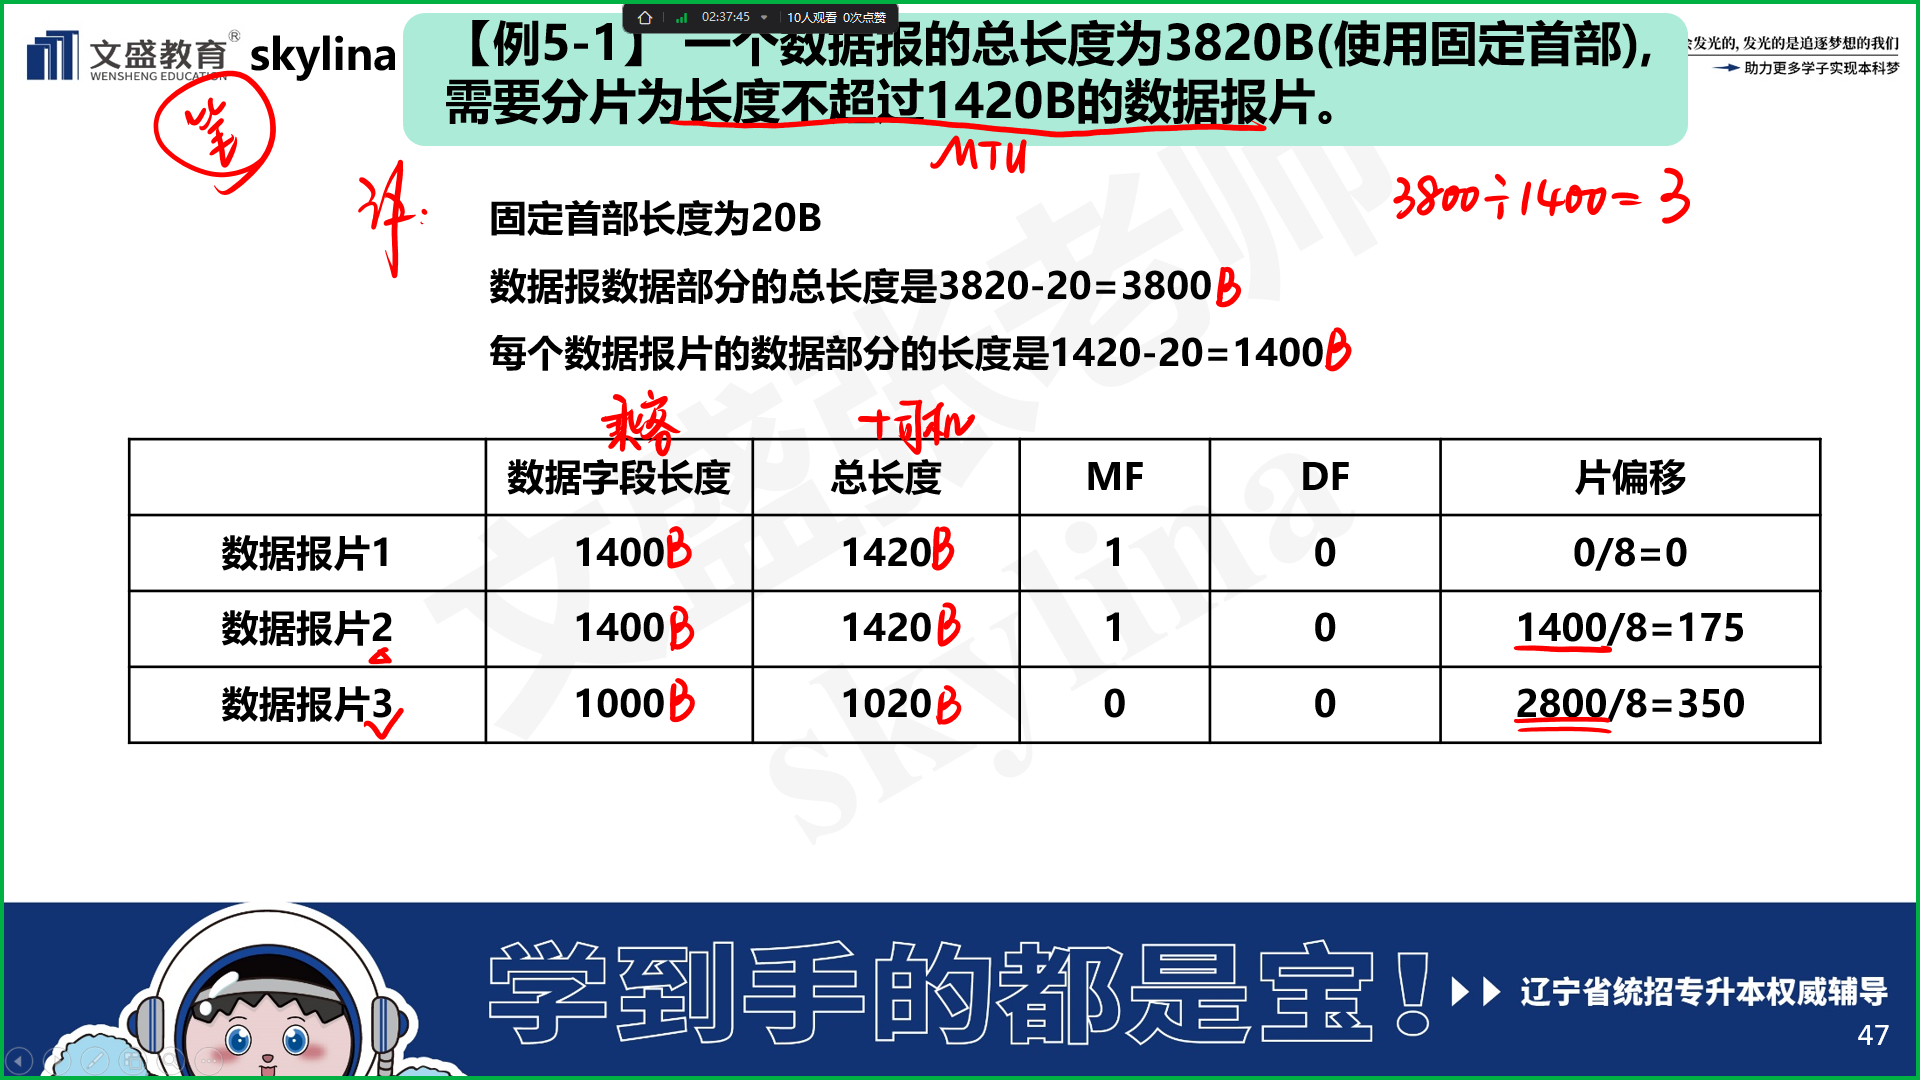 02:37:45 10人观看 0次点赞
文盛教育® skylina
WENSHENG EDUCATION
【例5-1】 一个数据报的总长度为3820B(使用固定首部),
需要分片为长度不超过1420B的数据报片。
发光的, 发光的是追逐梦想的我们
助力更多学子实现本科梦
笔
MTU
3800÷1400=3
固定首部长度为20B
数据报数据部分的总长度是3820-20=3800B
每个数据报片的数据部分的长度是1420-20=1400B
乘客 +司机
数据字段长度 总长度 MF DF 片偏移
数据报片1 1400B 1420B 1 0 0/8=0
数据报片2 1400B 1420B 1 0 1400/8=175
数据报片3 1000B 1020B 0 0 2800/8=350
文盛张老师
skylina
学到手的都是宝!
辽宁省统招专升本权威辅导
47